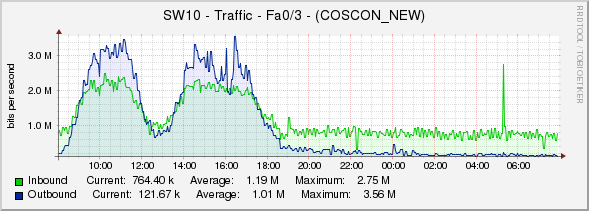 SW10 - Traffic - Fa0/3 - (COSCON_NEW)
RRDTOOL / TOBI OETIKER
bits per second
3.0 M
2.0 M
1.0 M
10:00 12:00 14:00 16:00 18:00 20:00 22:00 00:00 02:00 04:00 06:00
Inbound Current: 764.40 k Average: 1.19 M Maximum: 2.75 M
Outbound Current: 121.67 k Average: 1.01 M Maximum: 3.56 M